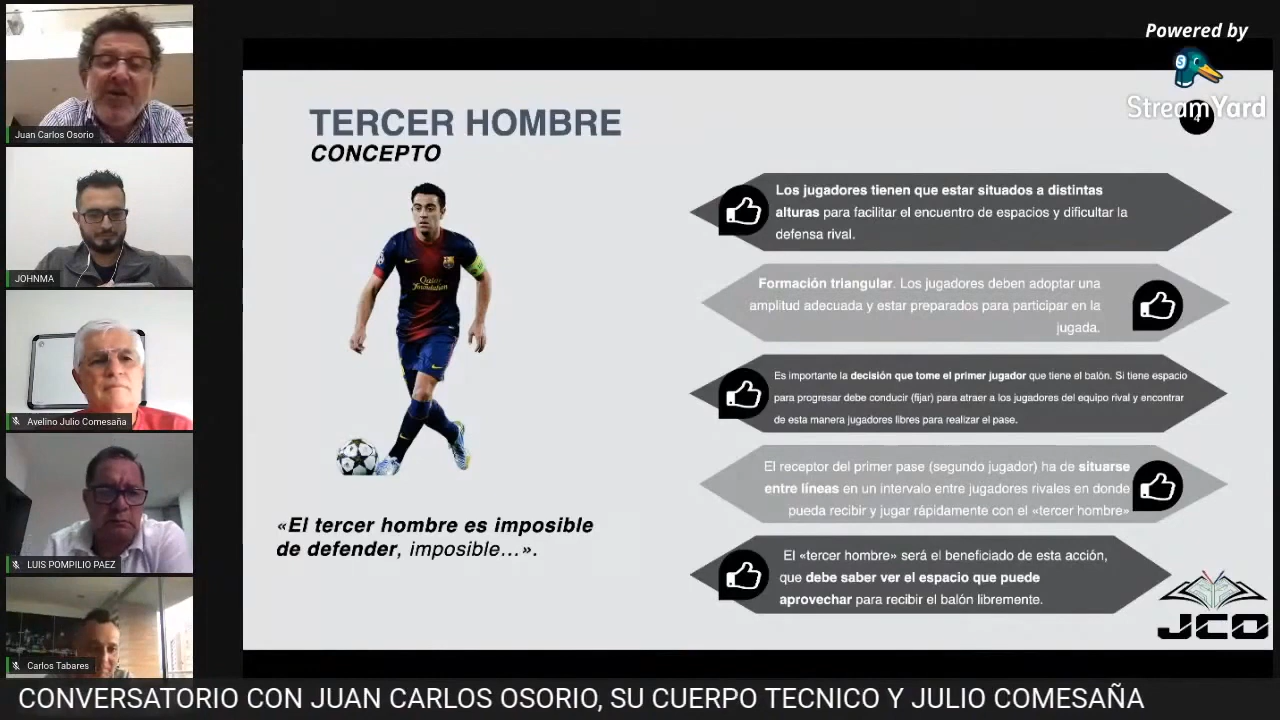 Powered by
StreamYard
4
Juan Carlos Osorio
JOHNMA
Avelino Julio Comesaña
LUIS POMPILIO PAEZ
Carlos Tabares
TERCER HOMBRE
CONCEPTO
Qatar
foundation
«El tercer hombre es imposible
de defender, imposible…».
Los jugadores tienen que estar situados a distintas
alturas para facilitar el encuentro de espacios y dificultar la
defensa rival.
Formación triangular. Los jugadores deben adoptar una
amplitud adecuada y estar preparados para participar en la
jugada.
Es importante la decisión que tome el primer jugador que tiene el balón. Si tiene espacio
para progresar debe conducir (fijar) para atraer a los jugadores del equipo rival y encontrar
de esta manera jugadores libres para realizar el pase.
El receptor del primer pase (segundo jugador) ha de situarse
entre líneas en un intervalo entre jugadores rivales en donde
pueda recibir y jugar rápidamente con el «tercer hombre»
El «tercer hombre» será el beneficiado de esta acción,
que debe saber ver el espacio que puede
aprovechar para recibir el balón libremente.
JCO
CONVERSATORIO CON JUAN CARLOS OSORIO, SU CUERPO TECNICO Y JULIO COMESAÑA